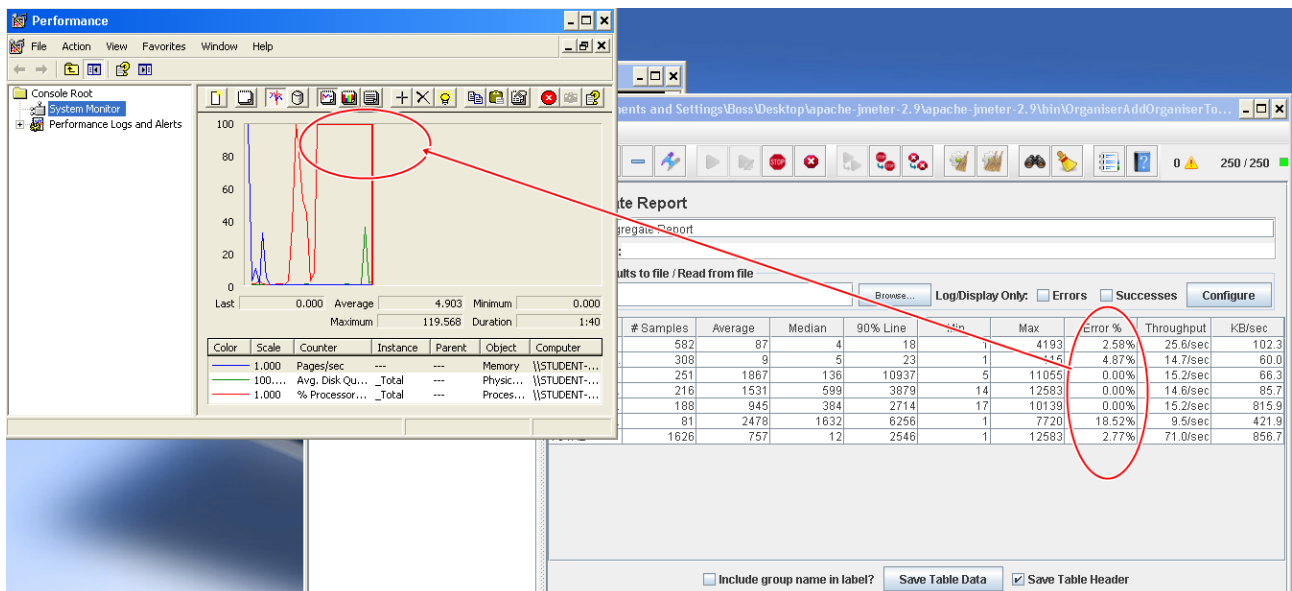 Performance
File Action View Favorites Window Help
Console Root
System Monitor
Performance Logs and Alerts
100
80
60
40
20
0
Last 0.000 Average 4.903 Minimum 0.000
Maximum 119.568 Duration 1:40
Color Scale Counter Instance Parent Object Computer
1.000 Pages/sec --- --- Memory \\STUDENT-...
100.... Avg. Disk Qu... _Total --- Physic... \\STUDENT-...
1.000 % Processor... _Total --- Proces... \\STUDENT-...
ments and Settings\Boss\Desktop\apache-jmeter-2.9\apache-jmeter-2.9\bin\OrganiserAddOrganiserTo...
STOP
0 250 / 250
te Report
gregate Report
:
ults to file / Read from file
Browse... Log/Display Only: Errors Successes Configure
# Samples Average Median 90% Line Min Max Error % Throughput KB/sec
582 87 4 18 1 4193 2.58% 25.6/sec 102.3
308 9 5 23 1 115 4.87% 14.7/sec 60.0
251 1867 136 10937 5 11055 0.00% 15.2/sec 66.3
216 1531 599 3879 14 12583 0.00% 14.6/sec 85.7
188 945 384 2714 17 10139 0.00% 15.2/sec 815.9
81 2478 1632 6256 1 7720 18.52% 9.5/sec 421.9
1626 757 12 2546 1 12583 2.77% 71.0/sec 856.7
Include group name in label? Save Table Data Save Table Header